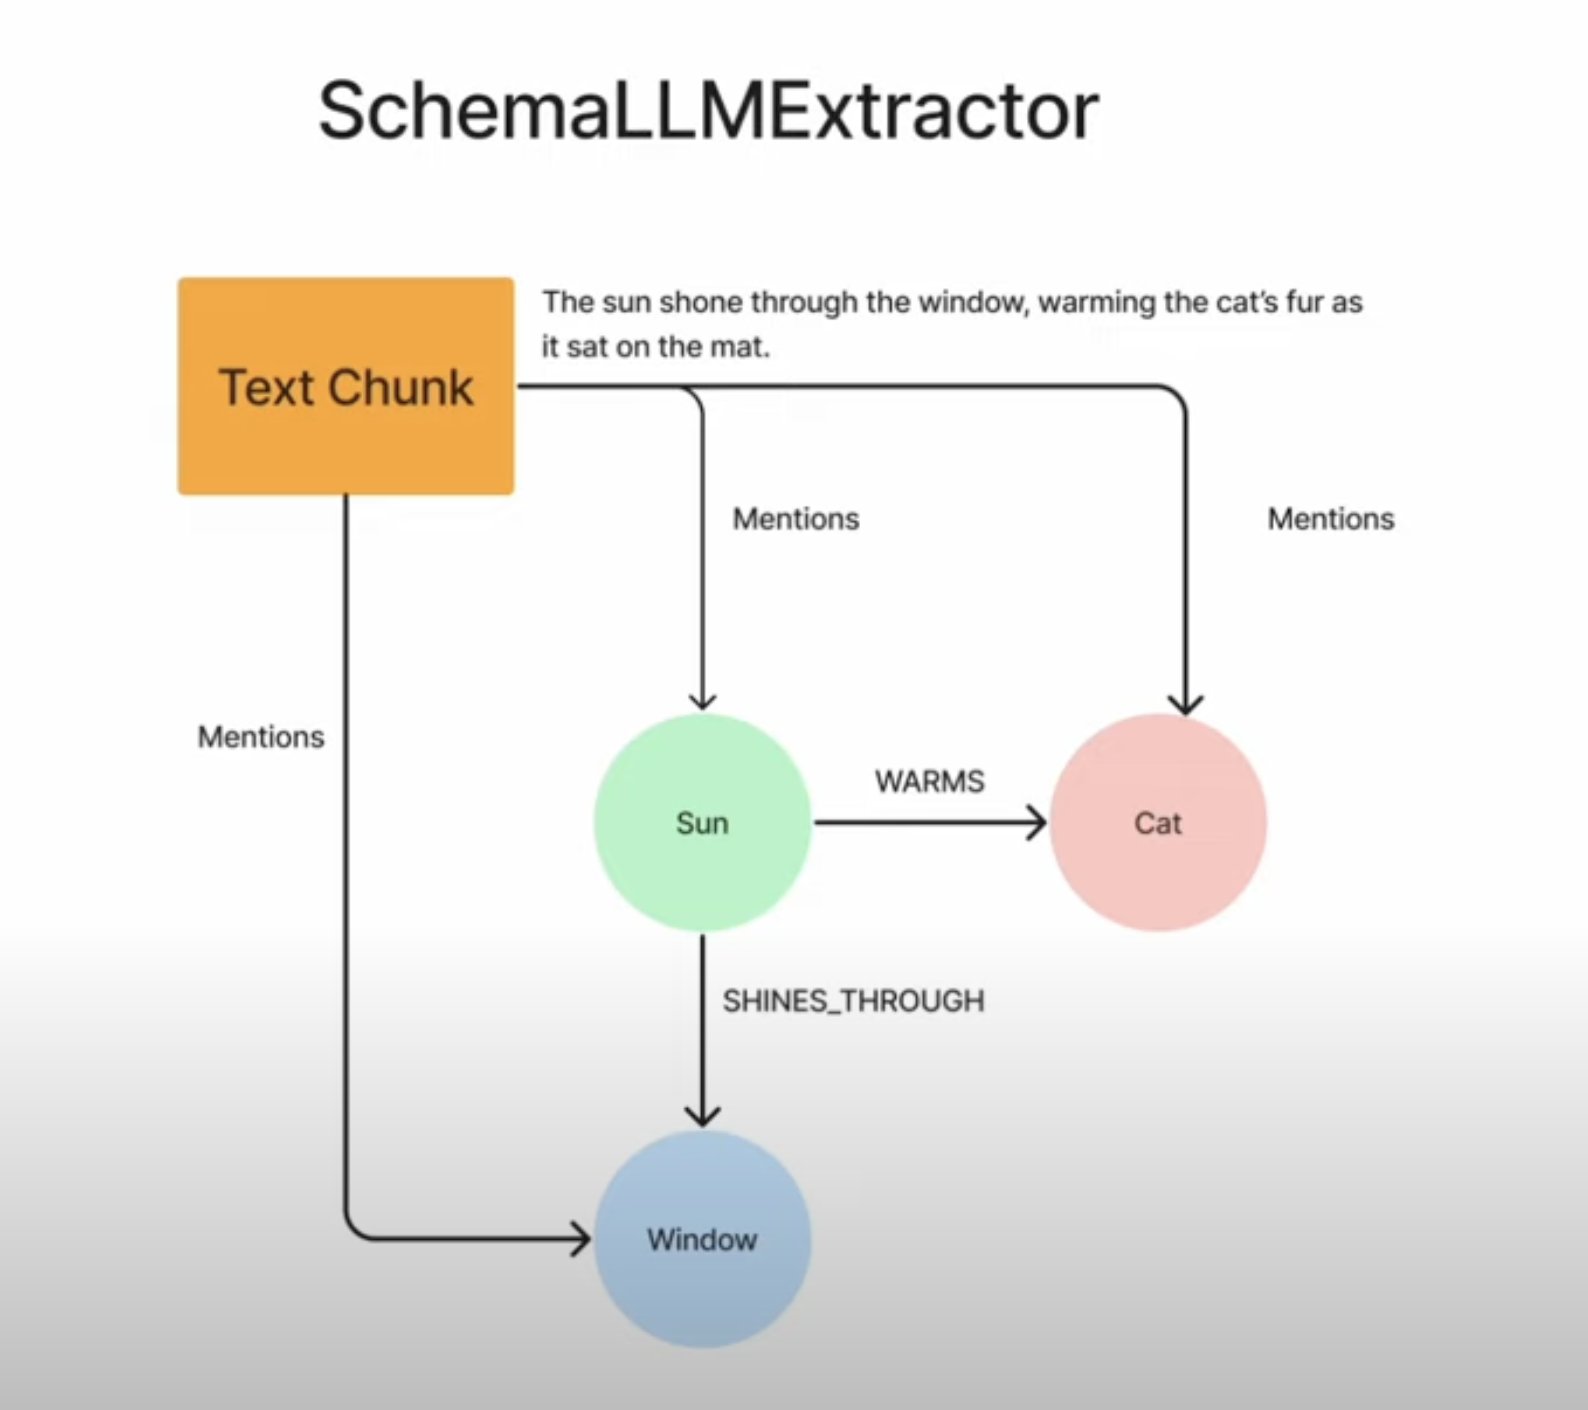 SchemaLLMExtractor
The sun shone through the window, warming the cat's fur as
it sat on the mat.
Text Chunk
Mentions
Mentions
Mentions
WARMS
Sun
Cat
SHINES_THROUGH
Window